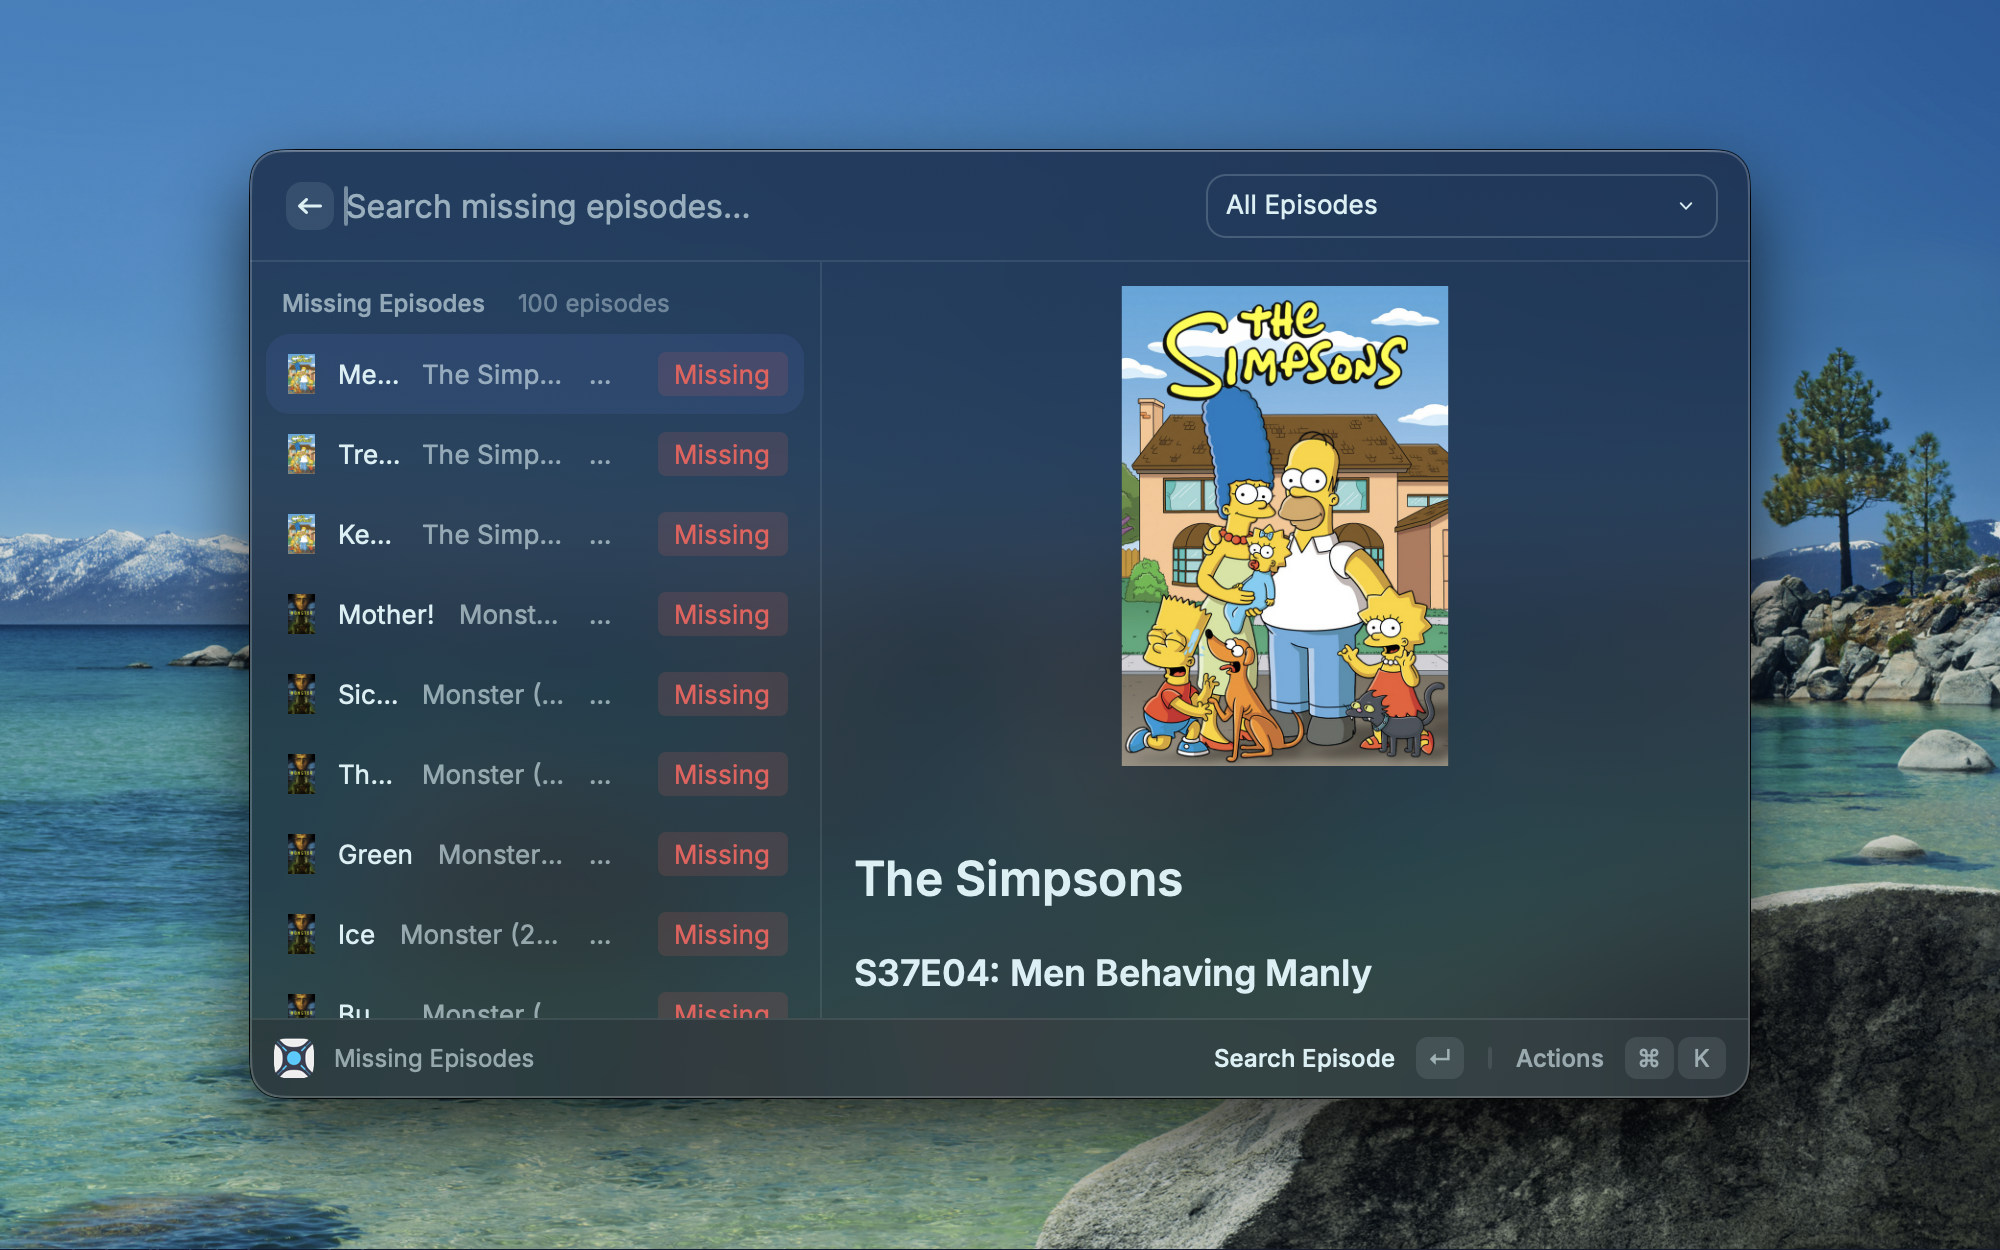 Search missing episodes...
All Episodes
Missing Episodes 100 episodes
Me... The Simp... ... Missing
Tre... The Simp... ... Missing
Ke... The Simp... ... Missing
Mother! Monst... ... Missing
Sic... Monster (... ... Missing
Th... Monster (... ... Missing
Green Monster... ... Missing
Ice Monster (2... ... Missing
Bu Monster ( Missing
THE SIMPSONS
The Simpsons
S37E04: Men Behaving Manly
Missing Episodes
Search Episode ↵ | Actions ⌘ K